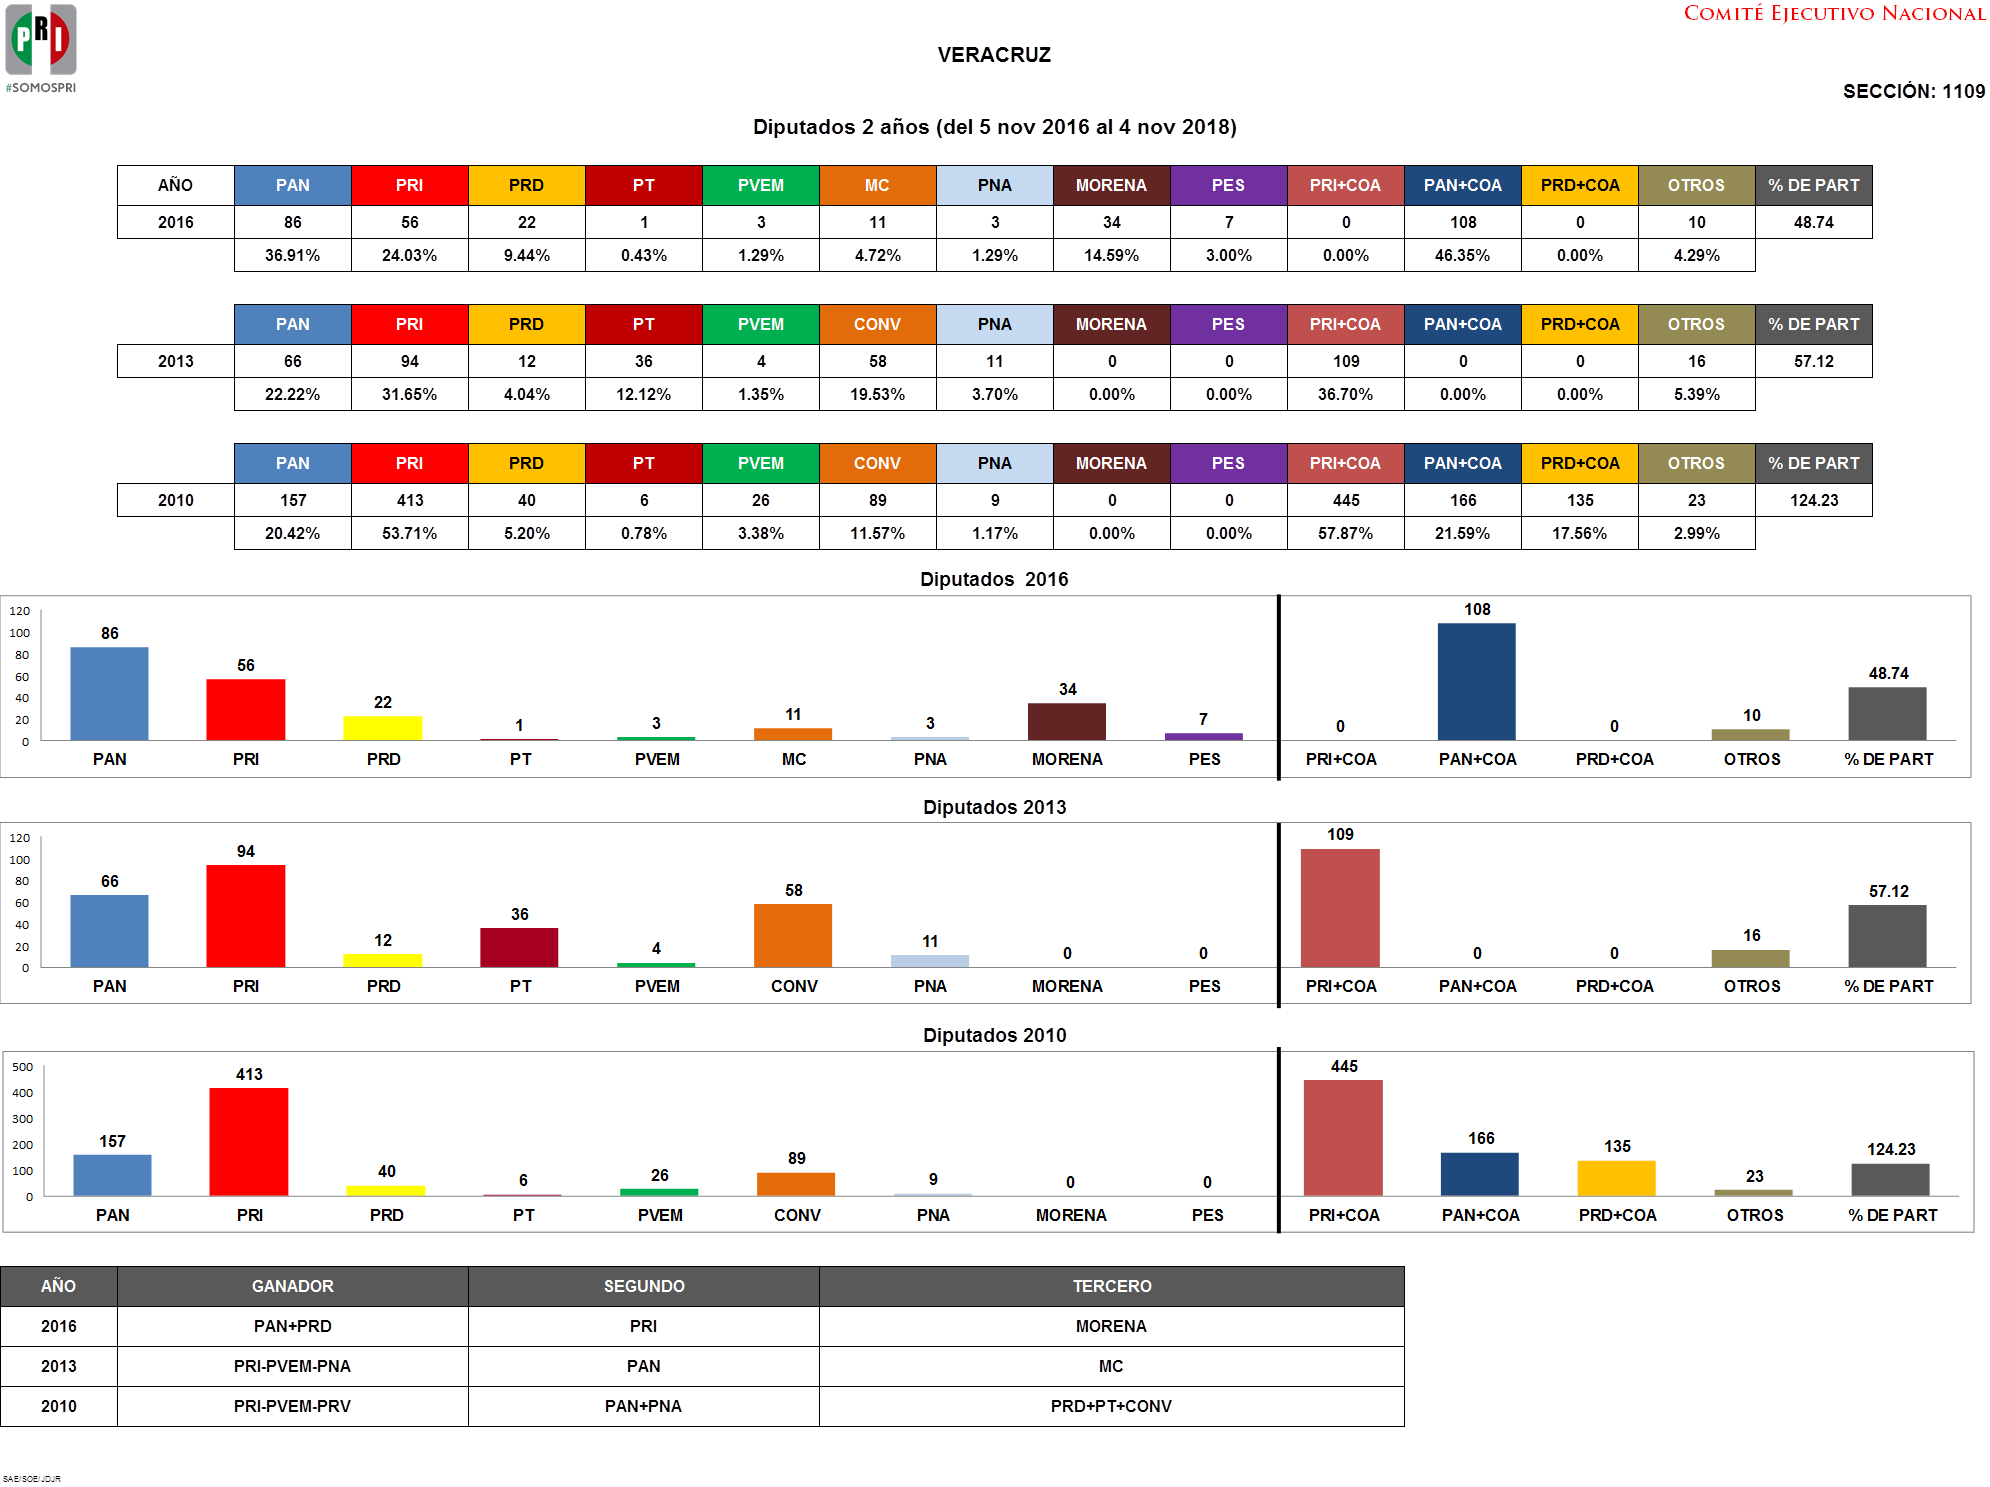 PRI
#SOMOSPRI
COMITÉ EJECUTIVO NACIONAL
VERACRUZ
SECCIÓN: 1109
Diputados 2 años (del 5 nov 2016 al 4 nov 2018)
AÑO PAN PRI PRD PT PVEM MC PNA MORENA PES PRI+COA PAN+COA PRD+COA OTROS % DE PART
2016 86 56 22 1 3 11 3 34 7 0 108 0 10 48.74
36.91% 24.03% 9.44% 0.43% 1.29% 4.72% 1.29% 14.59% 3.00% 0.00% 46.35% 0.00% 4.29%
PAN PRI PRD PT PVEM CONV PNA MORENA PES PRI+COA PAN+COA PRD+COA OTROS % DE PART
2013 66 94 12 36 4 58 11 0 0 109 0 0 16 57.12
22.22% 31.65% 4.04% 12.12% 1.35% 19.53% 3.70% 0.00% 0.00% 36.70% 0.00% 0.00% 5.39%
PAN PRI PRD PT PVEM CONV PNA MORENA PES PRI+COA PAN+COA PRD+COA OTROS % DE PART
2010 157 413 40 6 26 89 9 0 0 445 166 135 23 124.23
20.42% 53.71% 5.20% 0.78% 3.38% 11.57% 1.17% 0.00% 0.00% 57.87% 21.59% 17.56% 2.99%
Diputados 2016
120
100
80
60
40
20
0
86 56 22 1 3 11 3 34 7 0 108 0 10 48.74
PAN PRI PRD PT PVEM MC PNA MORENA PES PRI+COA PAN+COA PRD+COA OTROS % DE PART
Diputados 2013
120
100
80
60
40
20
0
66 94 12 36 4 58 11 0 0 109 0 0 16 57.12
PAN PRI PRD PT PVEM CONV PNA MORENA PES PRI+COA PAN+COA PRD+COA OTROS % DE PART
Diputados 2010
500
400
300
200
100
0
157 413 40 6 26 89 9 0 0 445 166 135 23 124.23
PAN PRI PRD PT PVEM CONV PNA MORENA PES PRI+COA PAN+COA PRD+COA OTROS % DE PART
AÑO GANADOR SEGUNDO TERCERO
2016 PAN+PRD PRI MORENA
2013 PRI-PVEM-PNA PAN MC
2010 PRI-PVEM-PRV PAN+PNA PRD+PT+CONV
SAE/SOE/JDJR